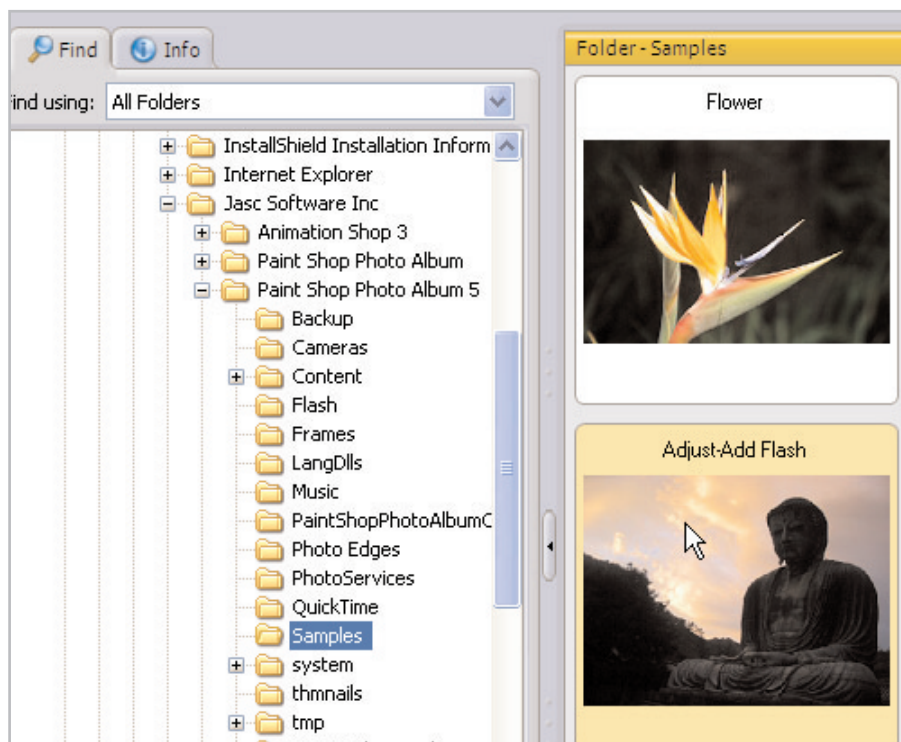 Find
Info
ind using:
All Folders
InstallShield Installation Inform
Internet Explorer
Jasc Software Inc
Animation Shop 3
Paint Shop Photo Album
Paint Shop Photo Album 5
Backup
Cameras
Content
Flash
Frames
LangDlls
Music
PaintShopPhotoAlbumC
Photo Edges
PhotoServices
QuickTime
Samples
system
thmnails
tmp
Folder - Samples
Flower
Adjust-Add Flash